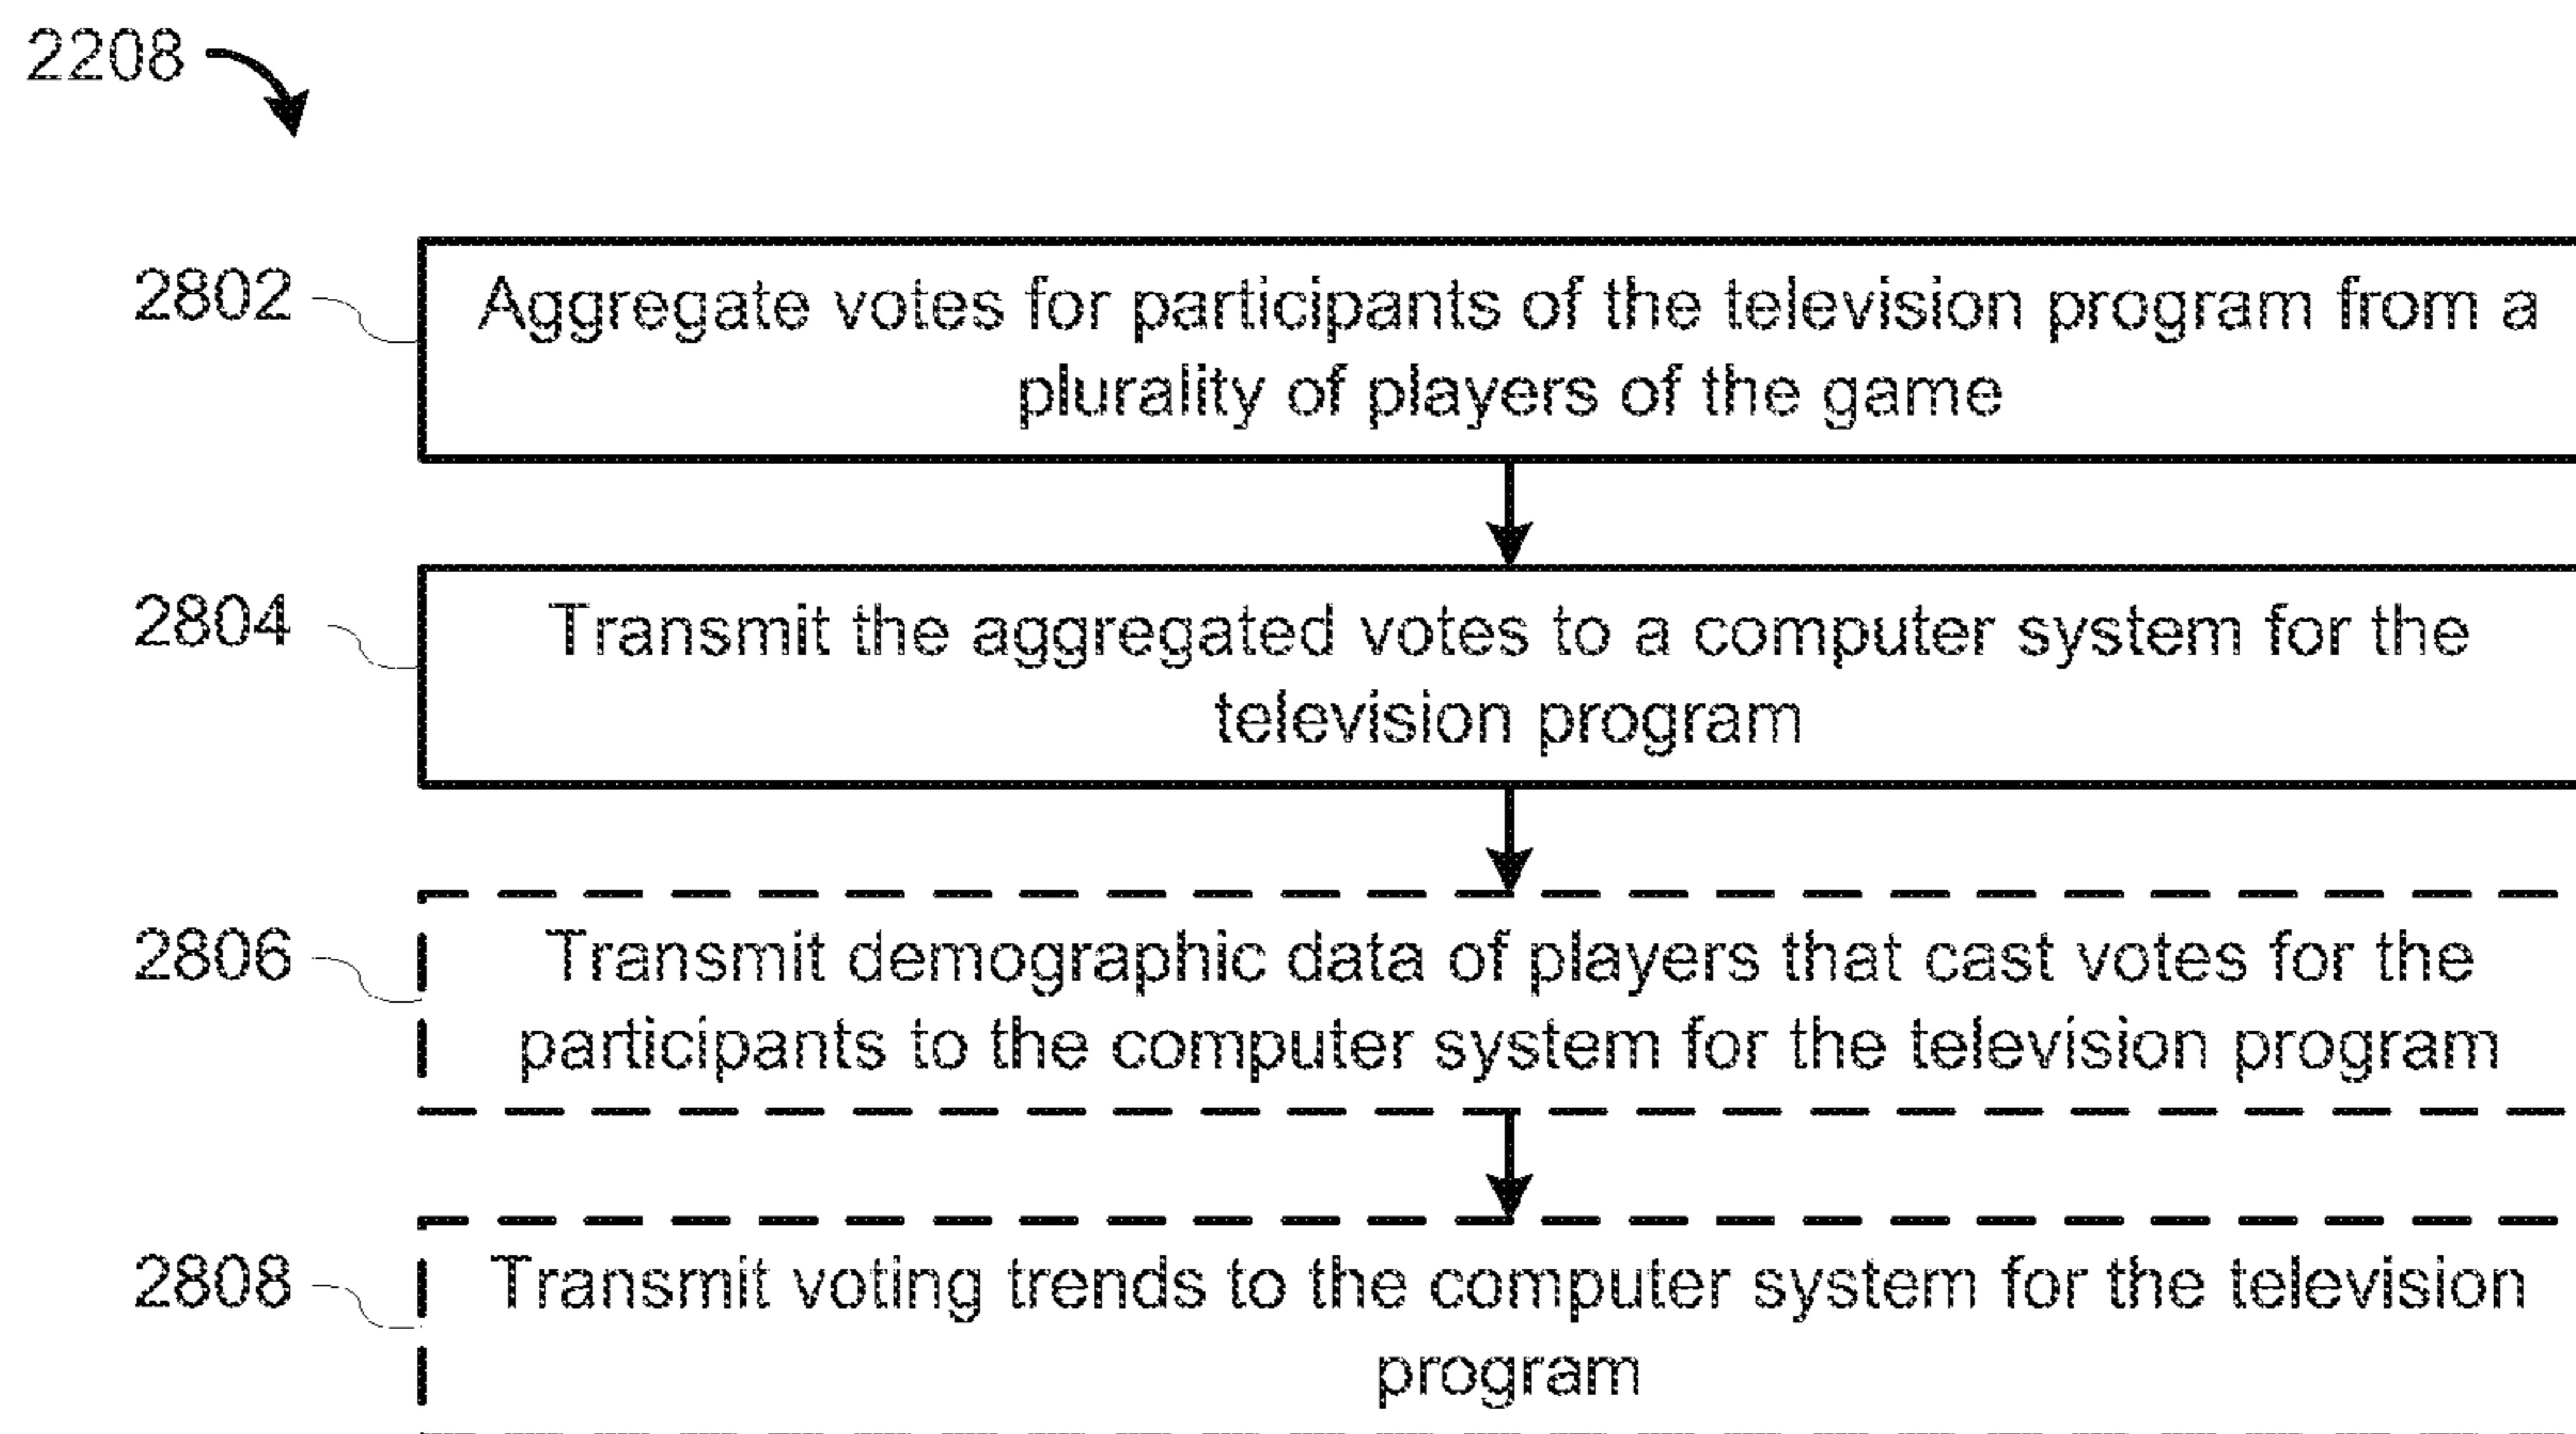 2208
2802
Aggregate votes for participants of the television program from a
plurality of players of the game
2804
Transmit the aggregated votes to a computer system for the
television program
2806
Transmit demographic data of players that cast votes for the
participants to the computer system for the television program
2808
Transmit voting trends to the computer system for the television
program